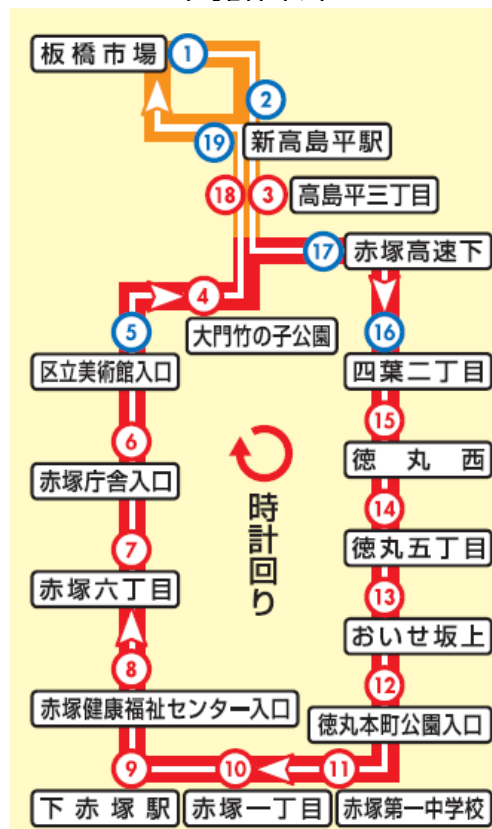 板橋市場
1
2
19
新高島平駅
18
3
高島平三丁目
17
赤塚高速下
4
大門竹の子公園
5
区立美術館入口
16
四葉二丁目
6
赤塚庁舎入口
15
徳丸西
時計回り
7
赤塚六丁目
14
徳丸五丁目
13
おいせ坂上
8
赤塚健康福祉センター入口
12
徳丸本町公園入口
9
10
11
下赤塚駅
赤塚一丁目
赤塚第一中学校